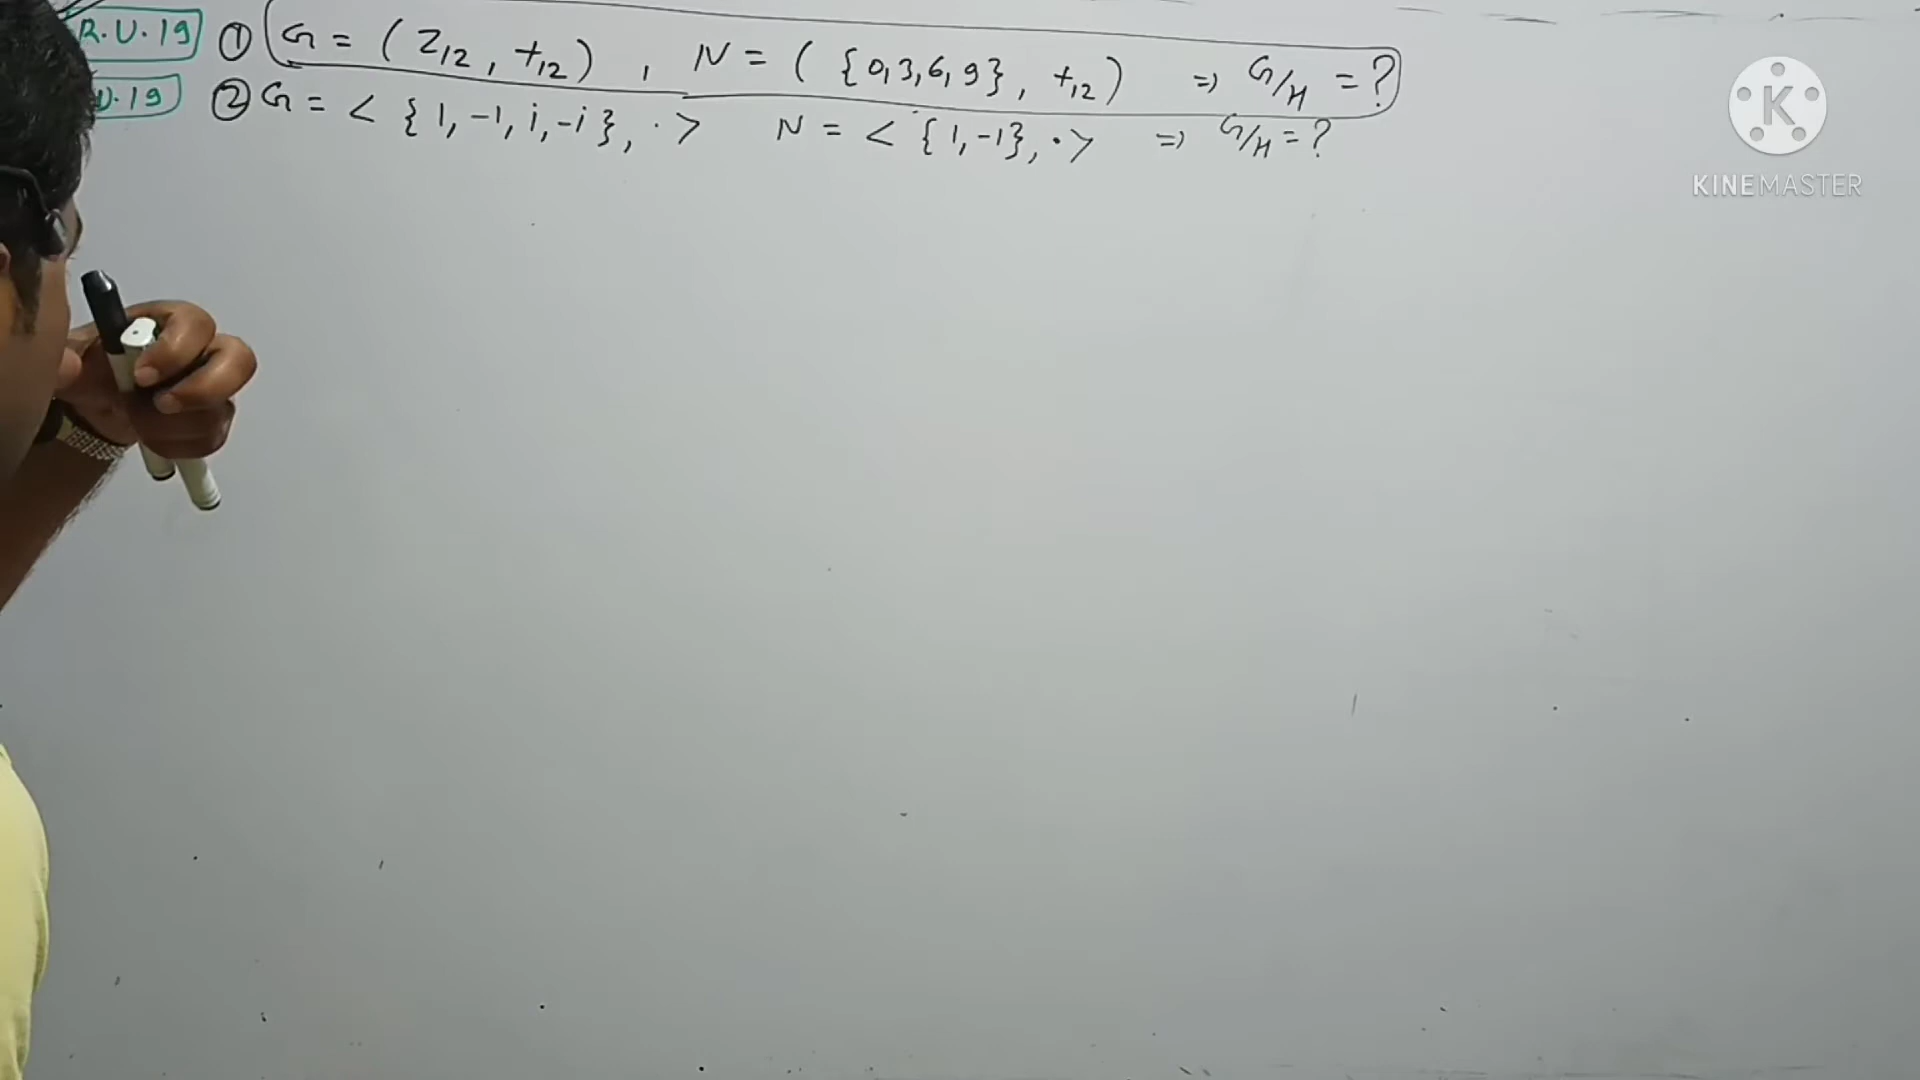 R.U.19 ① G = (Z12, +12) , N = ({0,3,6,9}, +12) ⇒ G/H = ?
U.19 ② G = < {1, -1, i, -i}, · > N = < {1, -1}, · > ⇒ G/H = ?
K
KINEMASTER